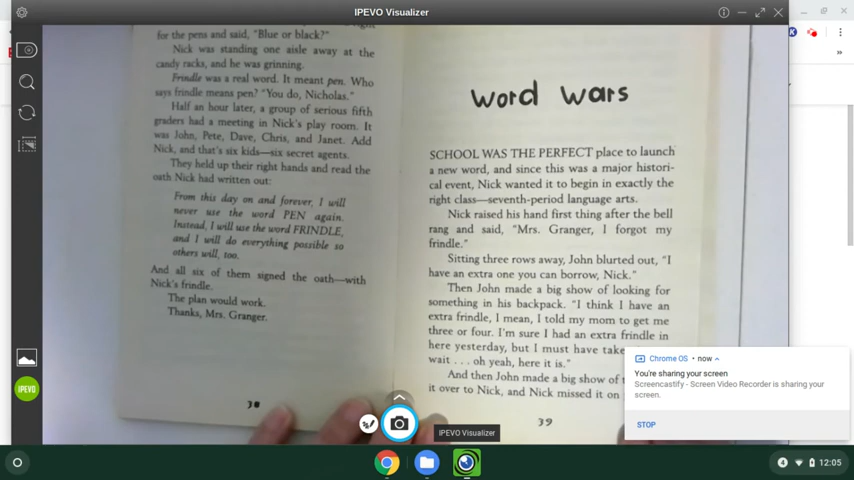 IPEVO Visualizer
for the pens and said, "Blue or black?"
Nick was standing one aisle away at the
candy racks, and he was grinning.
Frindle was a real word. It meant pen. Who
says frindle means pen? "You do, Nicholas."
Half an hour later, a group of serious fifth
graders had a meeting in Nick's play room. It
was John, Pete, Dave, Chris, and Janet. Add
Nick, and that's six kids—six secret agents.
They held up their right hands and read the
oath Nick had written out:
From this day on and forever, I will
never use the word PEN again.
Instead, I will use the word FRINDLE,
and I will do everything possible so
others will, too.
And all six of them signed the oath—with
Nick's frindle.
The plan would work.
Thanks, Mrs. Granger.
38
word wars
SCHOOL WAS THE PERFECT place to launch
a new word, and since this was a major histori-
cal event, Nick wanted it to begin in exactly the
right class—seventh-period language arts.
Nick raised his hand first thing after the bell
rang and said, "Mrs. Granger, I forgot my
frindle."
Sitting three rows away, John blurted out, "I
have an extra one you can borrow, Nick."
Then John made a big show of looking for
something in his backpack. "I think I have an
extra frindle, I mean, I told my mom to get me
three or four. I'm sure I had an extra frindle in
here yesterday, but I must have take
wait . . . oh yeah, here it is."
And then John made a big show of
it over to Nick, and Nick missed it on
39
Chrome OS • now
You're sharing your screen
Screencastify - Screen Video Recorder is sharing your
screen.
STOP
IPEVO
IPEVO Visualizer
4
12:05